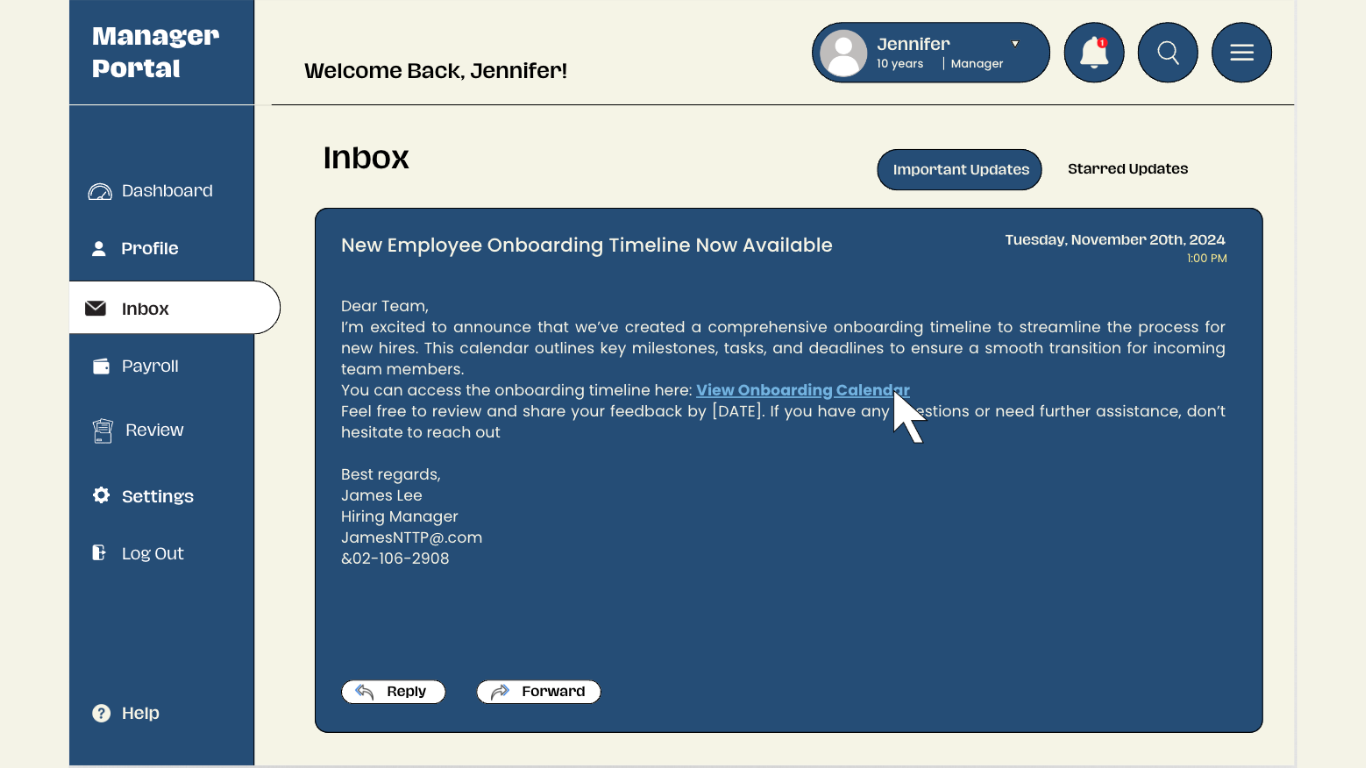 Manager
Portal
Welcome Back, Jennifer!
Jennifer
10 years | Manager
1
Dashboard
Profile
Inbox
Payroll
Review
Settings
Log Out
Help
Inbox
Important Updates
Starred Updates
New Employee Onboarding Timeline Now Available
Tuesday, November 20th, 2024
1:00 PM
Dear Team,
I'm excited to announce that we've created a comprehensive onboarding timeline to streamline the process for
new hires. This calendar outlines key milestones, tasks, and deadlines to ensure a smooth transition for incoming
team members.
You can access the onboarding timeline here: View Onboarding Calendar
Feel free to review and share your feedback by [DATE]. If you have any estions or need further assistance, don't
hesitate to reach out
Best regards,
James Lee
Hiring Manager
JamesNTTP@.com
&02-106-2908
Reply
Forward